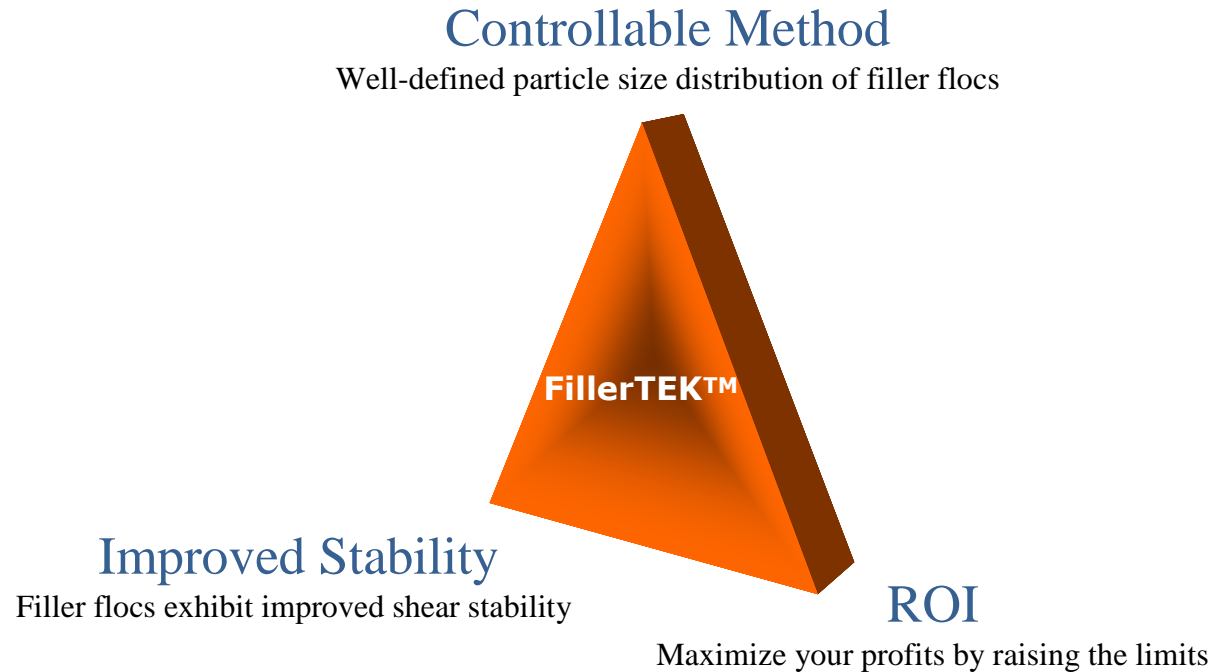 Controllable Method
Well-defined particle size distribution of filler flocs
FillerTEK™
Improved Stability
Filler flocs exhibit improved shear stability
ROI
Maximize your profits by raising the limits